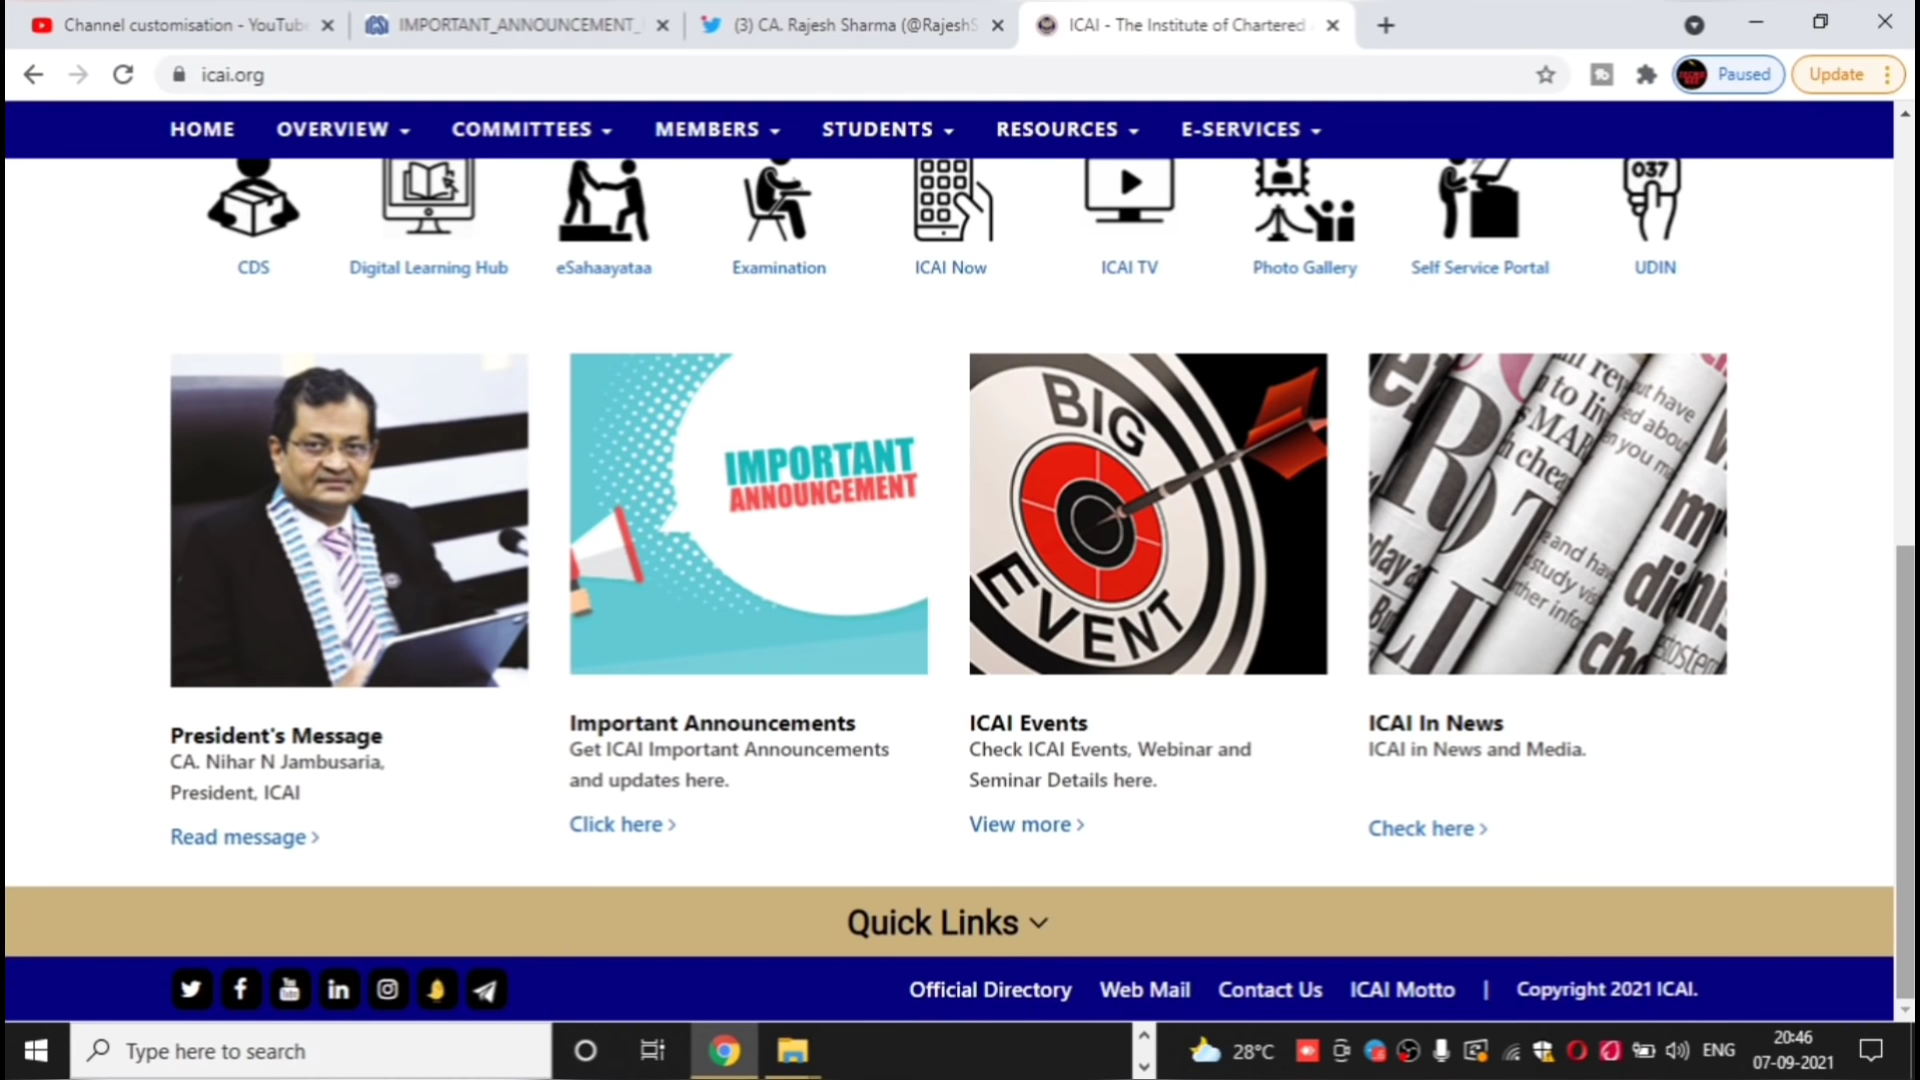 Channel customisation - YouTube
IMPORTANT_ANNOUNCEMENT_
(3) CA. Rajesh Sharma (@RajeshS
ICAI - The Institute of Chartered
icai.org
Paused
Update
HOME OVERVIEW COMMITTEES MEMBERS STUDENTS RESOURCES E-SERVICES
037
CDS Digital Learning Hub eSahaayataa Examination ICAI Now ICAI TV Photo Gallery Self Service Portal UDIN
IMPORTANT
ANNOUNCEMENT
BIG
EVENT
President's Message
CA. Nihar N Jambusaria,
President, ICAI
Read message >
Important Announcements
Get ICAI Important Announcements
and updates here.
Click here >
ICAI Events
Check ICAI Events, Webinar and
Seminar Details here.
View more >
ICAI In News
ICAI in News and Media.
Check here >
Quick Links
Official Directory Web Mail Contact Us ICAI Motto | Copyright 2021 ICAI.
Type here to search
28°C
ENG
20:46
07-09-2021